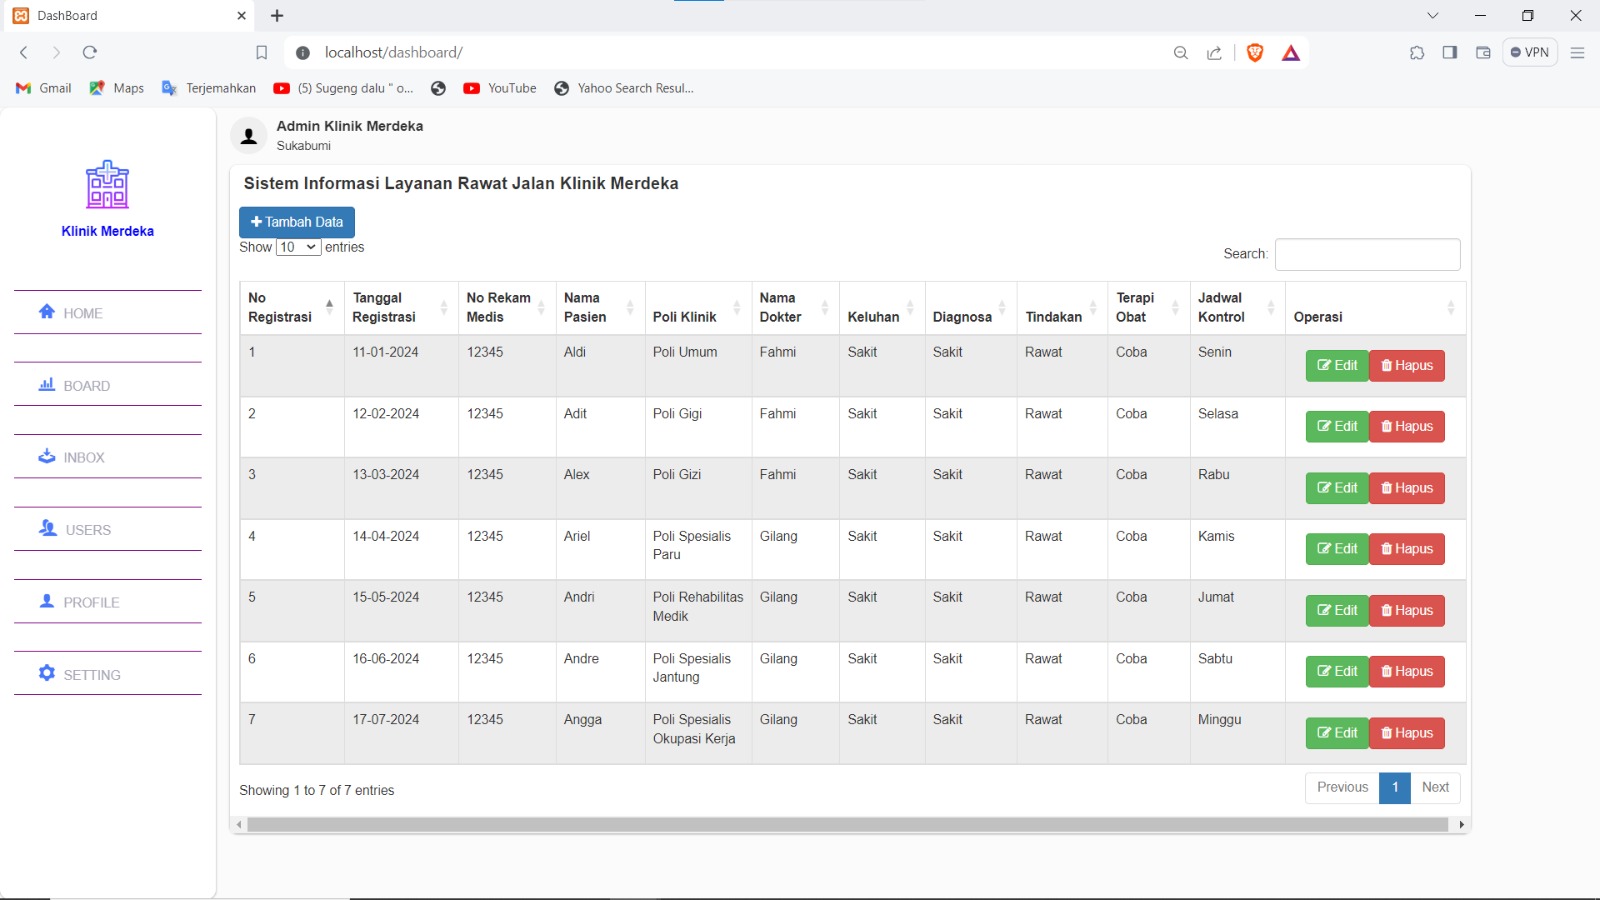 DashBoard
localhost/dashboard/
VPN
Gmail Maps Terjemahkan (5) Sugeng dalu " o... YouTube Yahoo Search Resul...
Klinik Merdeka
HOME
BOARD
INBOX
USERS
PROFILE
SETTING
Admin Klinik Merdeka
Sukabumi
Sistem Informasi Layanan Rawat Jalan Klinik Merdeka
Tambah Data
Show 10 entries
Search:
No Registrasi Tanggal Registrasi No Rekam Medis Nama Pasien Poli Klinik Nama Dokter Keluhan Diagnosa Tindakan Terapi Obat Jadwal Kontrol Operasi
1 11-01-2024 12345 Aldi Poli Umum Fahmi Sakit Sakit Rawat Coba Senin Edit Hapus
2 12-02-2024 12345 Adit Poli Gigi Fahmi Sakit Sakit Rawat Coba Selasa Edit Hapus
3 13-03-2024 12345 Alex Poli Gizi Fahmi Sakit Sakit Rawat Coba Rabu Edit Hapus
4 14-04-2024 12345 Ariel Poli Spesialis Paru Gilang Sakit Sakit Rawat Coba Kamis Edit Hapus
5 15-05-2024 12345 Andri Poli Rehabilitas Medik Gilang Sakit Sakit Rawat Coba Jumat Edit Hapus
6 16-06-2024 12345 Andre Poli Spesialis Jantung Gilang Sakit Sakit Rawat Coba Sabtu Edit Hapus
7 17-07-2024 12345 Angga Poli Spesialis Okupasi Kerja Gilang Sakit Sakit Rawat Coba Minggu Edit Hapus
Showing 1 to 7 of 7 entries
Previous 1 Next